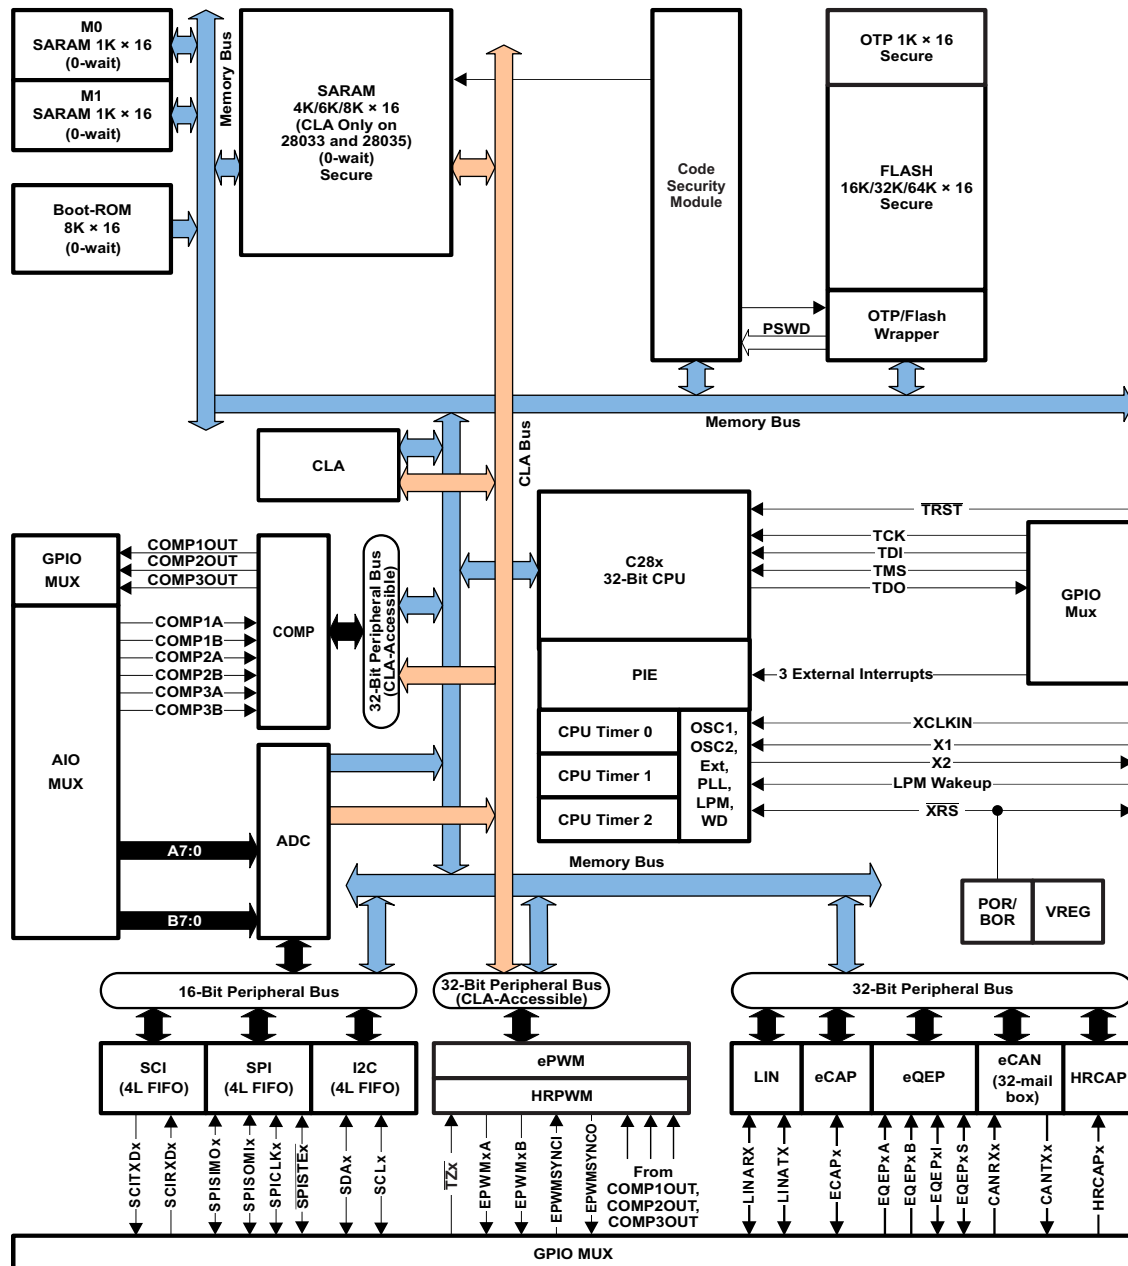 M0
SARAM 1K × 16
(0-wait)
M1
SARAM 1K × 16
(0-wait)
Boot-ROM
8K × 16
(0-wait)
Memory Bus
SARAM
4K/6K/8K × 16
(CLA Only on
28033 and 28035)
(0-wait)
Secure
Code
Security
Module
OTP 1K × 16
Secure
FLASH
16K/32K/64K × 16
Secure
OTP/Flash
Wrapper
PSWD
Memory Bus
CLA Bus
CLA
C28x
32-Bit CPU
TRST
TCK
TDI
TMS
TDO
GPIO
Mux
PIE
3 External Interrupts
CPU Timer 0
CPU Timer 1
CPU Timer 2
OSC1,
OSC2,
Ext,
PLL,
LPM,
WD
XCLKIN
X1
X2
LPM Wakeup
XRS
POR/
BOR
VREG
GPIO
MUX
COMP1OUT
COMP2OUT
COMP3OUT
COMP
32-Bit Peripheral Bus
(CLA-Accessible)
AIO
MUX
COMP1A
COMP1B
COMP2A
COMP2B
COMP3A
COMP3B
ADC
A7:0
B7:0
Memory Bus
16-Bit Peripheral Bus
32-Bit Peripheral Bus
(CLA-Accessible)
32-Bit Peripheral Bus
SCI
(4L FIFO)
SPI
(4L FIFO)
I2C
(4L FIFO)
ePWM
HRPWM
LIN
eCAP
eQEP
eCAN
(32-mail
box)
HRCAP
SCITXDx
SCIRXDx
SPISIMOx
SPISOMIx
SPICLKx
SPISTEx
SDAx
SCLx
TZx
EPWMxA
EPWMxB
EPWMSYNCI
EPWMSYNCO
From
COMP1OUT,
COMP2OUT,
COMP3OUT
LINARX
LINATX
ECAPx
EQEPxA
EQEPxB
EQEPxI
EQEPxS
CANRXx
CANTXx
HRCAPx
GPIO MUX